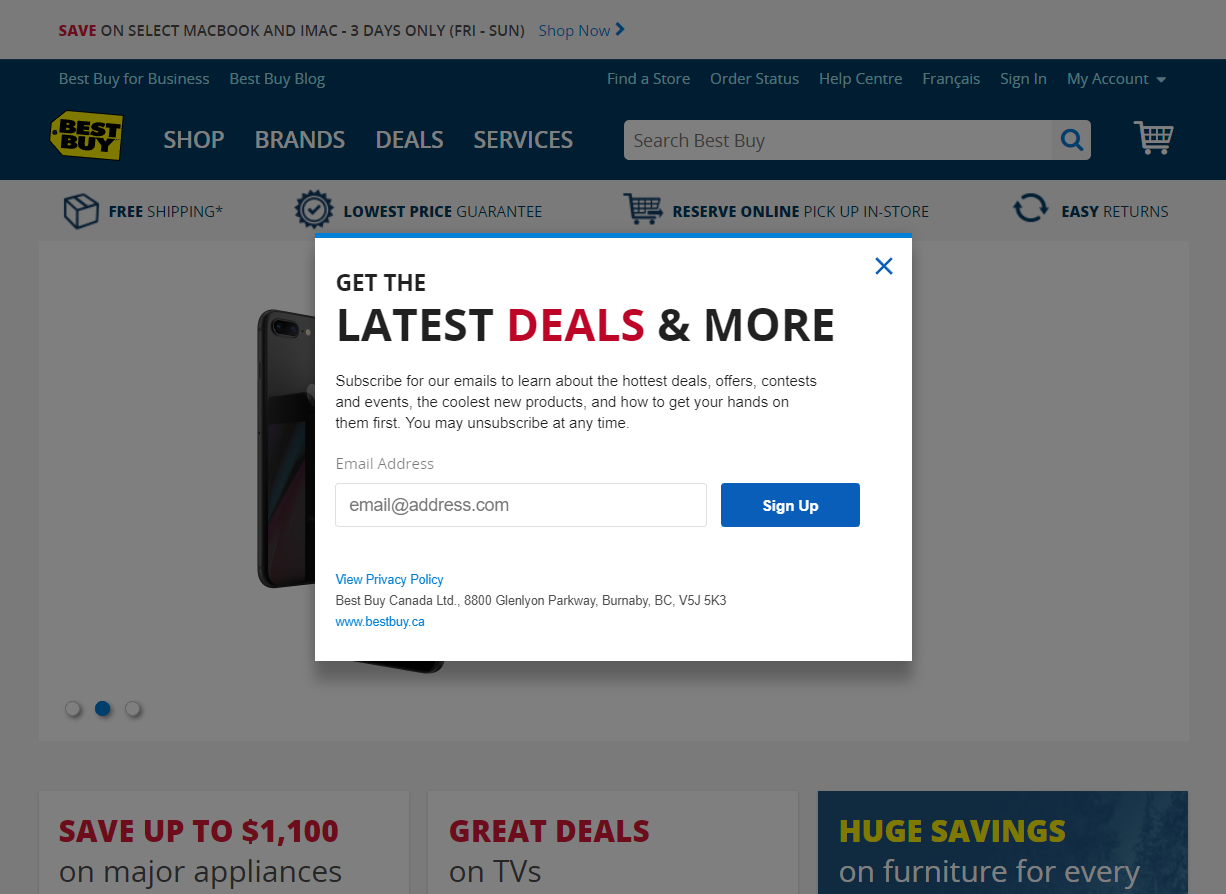 SAVE ON SELECT MACBOOK AND IMAC - 3 DAYS ONLY (FRI - SUN) Shop Now
Best Buy for Business Best Buy Blog Find a Store Order Status Help Centre Français Sign In My Account
BEST BUY
SHOP BRANDS DEALS SERVICES Search Best Buy
FREE SHIPPING* LOWEST PRICE GUARANTEE RESERVE ONLINE PICK UP IN-STORE EASY RETURNS
GET THE
LATEST DEALS & MORE
Subscribe for our emails to learn about the hottest deals, offers, contests
and events, the coolest new products, and how to get your hands on
them first. You may unsubscribe at any time.
Email Address
email@address.com Sign Up
View Privacy Policy
Best Buy Canada Ltd., 8800 Glenlyon Parkway, Burnaby, BC, V5J 5K3
www.bestbuy.ca
SAVE UP TO $1,100
on major appliances
GREAT DEALS
on TVs
HUGE SAVINGS
on furniture for every